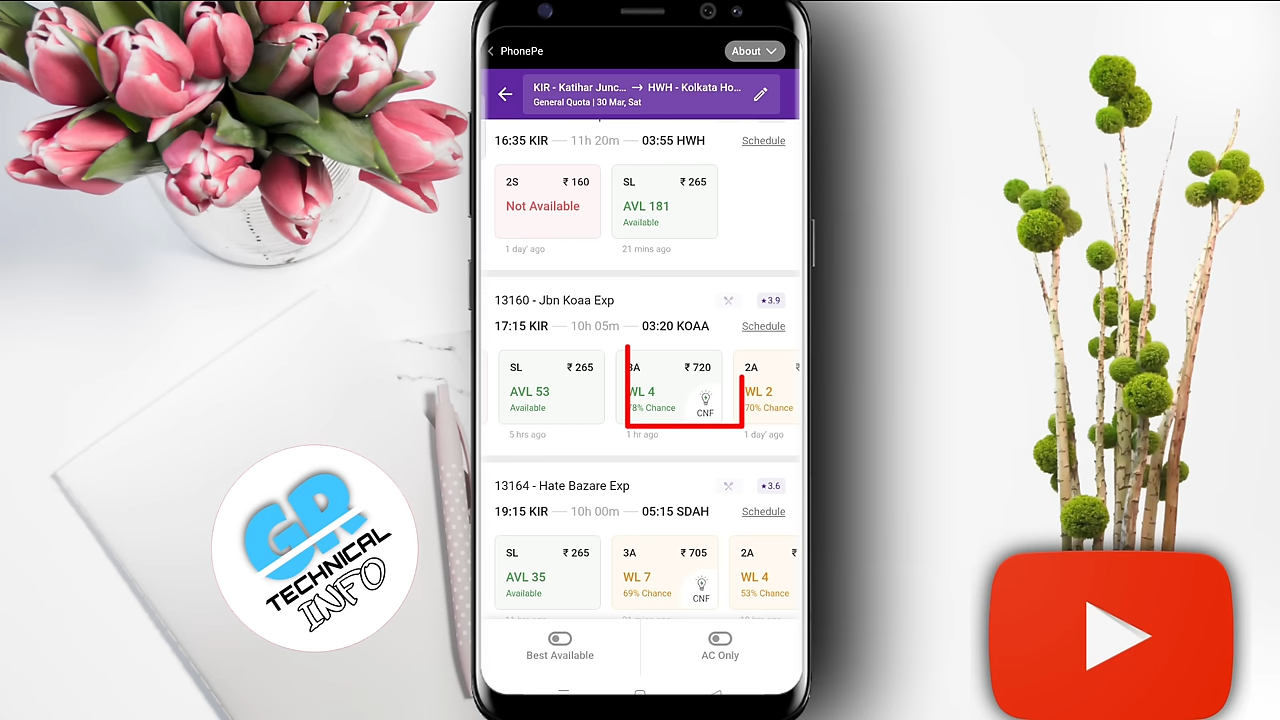 PhonePe
About
KIR - Katihar Junc... → HWH - Kolkata Ho...
General Quota | 30 Mar, Sat
16:35 KIR — 11h 20m — 03:55 HWH
Schedule
2S ₹ 160
Not Available
1 day' ago
SL ₹ 265
AVL 181
Available
21 mins ago
13160 - Jbn Koaa Exp
★3.9
17:15 KIR — 10h 05m — 03:20 KOAA
Schedule
SL ₹ 265
AVL 53
Available
5 hrs ago
3A ₹ 720
WL 4
78% Chance
CNF
1 hr ago
2A ₹
WL 2
70% Chance
1 day' ago
13164 - Hate Bazare Exp
★3.6
19:15 KIR — 10h 00m — 05:15 SDAH
Schedule
SL ₹ 265
AVL 35
Available
3A ₹ 705
WL 7
69% Chance
CNF
2A ₹
WL 4
53% Chance
Best Available
AC Only
GR
TECHNICAL
INFO